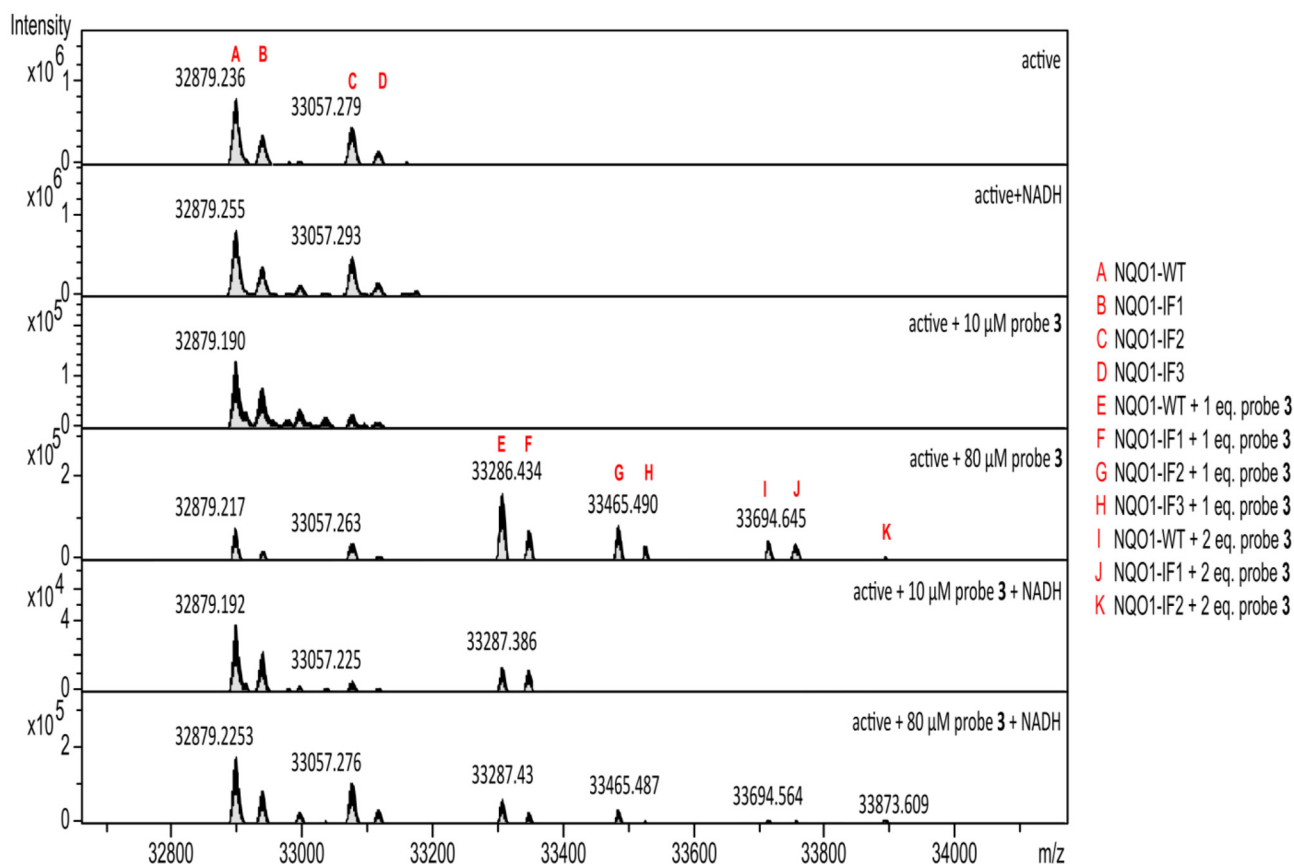 Intensity
x10^6
1
0
A B
32879.236
C D
33057.279
active
x10^6
1
0
32879.255
33057.293
active+NADH
x10^5
1
0
32879.190
active + 10 µM probe 3
x10^5
2
0
32879.217
33057.263
E F
33286.434
G H
33465.490
I J
33694.645
K
active + 80 µM probe 3
x10^4
4
0
32879.192
33057.225
33287.386
active + 10 µM probe 3 + NADH
x10^5
2
0
32879.2253
33057.276
33287.43
33465.487
33694.564
33873.609
active + 80 µM probe 3 + NADH
32800 33000 33200 33400 33600 33800 34000 m/z
A NQO1-WT
B NQO1-IF1
C NQO1-IF2
D NQO1-IF3
E NQO1-WT + 1 eq. probe 3
F NQO1-IF1 + 1 eq. probe 3
G NQO1-IF2 + 1 eq. probe 3
H NQO1-IF3 + 1 eq. probe 3
I NQO1-WT + 2 eq. probe 3
J NQO1-IF1 + 2 eq. probe 3
K NQO1-IF2 + 2 eq. probe 3